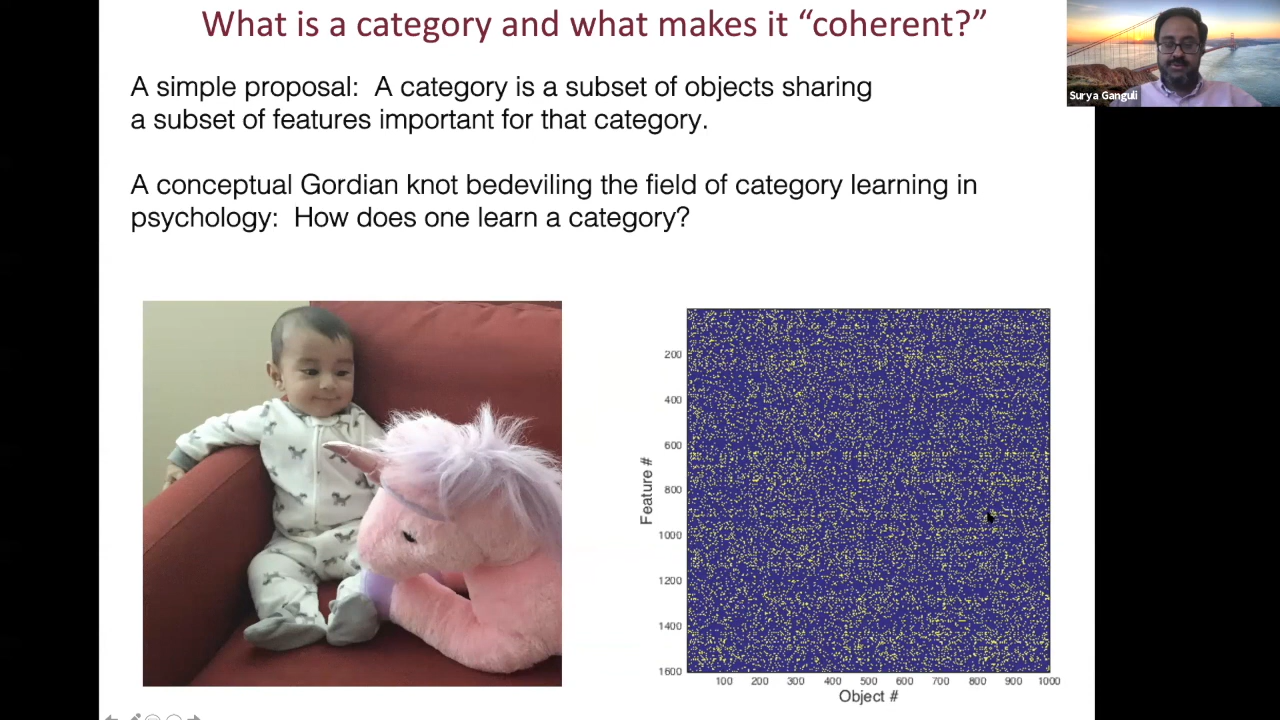 What is a category and what makes it “coherent?”
Surya Ganguli
A simple proposal:  A category is a subset of objects sharing
a subset of features important for that category.
A conceptual Gordian knot bedeviling the field of category learning in
psychology:  How does one learn a category?
Feature #
200
400
600
800
1000
1200
1400
1600
100 200 300 400 500 600 700 800 900 1000
Object #